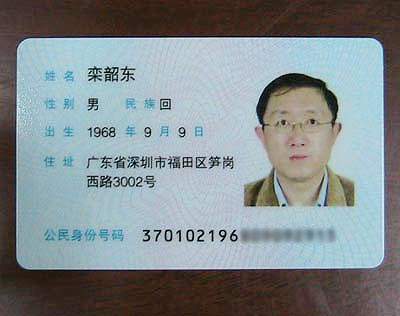 姓名 栾韶东
性别 男 民族 回
出生 1968 年 9 月 9 日
住址 广东省深圳市福田区笋岗
西路3002号
公民身份号码 370102196